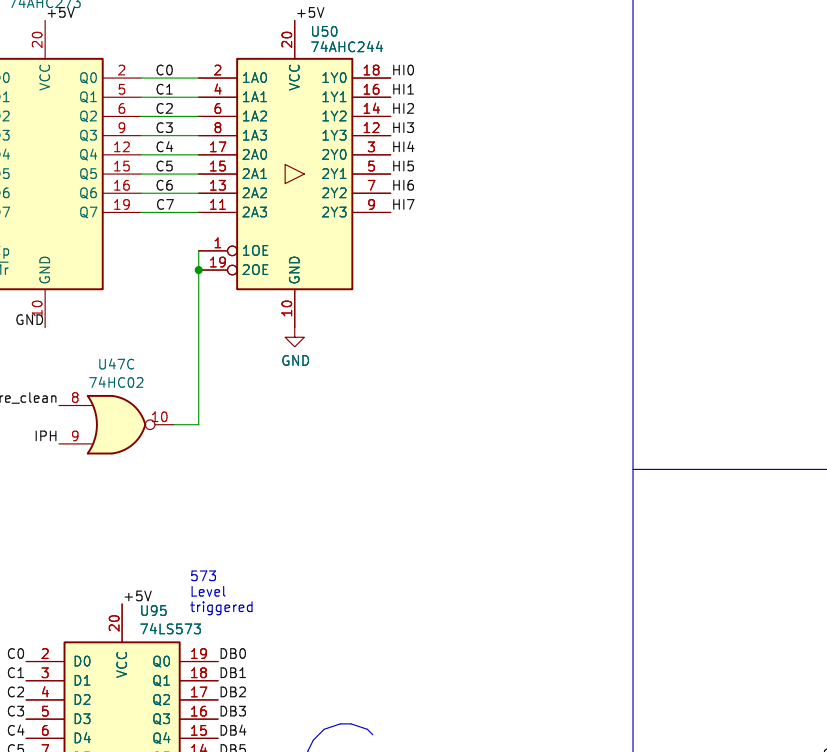 74AHC273
+5V
20
VCC
Q0 2 C0
Q1 5 C1
Q2 6 C2
Q3 9 C3
Q4 12 C4
Q5 15 C5
Q6 16 C6
Q7 19 C7
GND
10
GND
+5V
20
U50
74AHC244
VCC
2 1A0 1Y0 18 HI0
4 1A1 1Y1 16 HI1
6 1A2 1Y2 14 HI2
8 1A3 1Y3 12 HI3
17 2A0 2Y0 3 HI4
15 2A1 2Y1 5 HI5
13 2A2 2Y2 7 HI6
11 2A3 2Y3 9 HI7
1 1OE
19 2OE
GND
10
GND
U47C
74HC02
re_clean 8
10
IPH 9
573
Level
triggered
+5V
20
U95
74LS573
VCC
C0 2 D0 Q0 19 DB0
C1 3 D1 Q1 18 DB1
C2 4 D2 Q2 17 DB2
C3 5 D3 Q3 16 DB3
C4 6 D4 Q4 15 DB4
C5 7 14 DB5